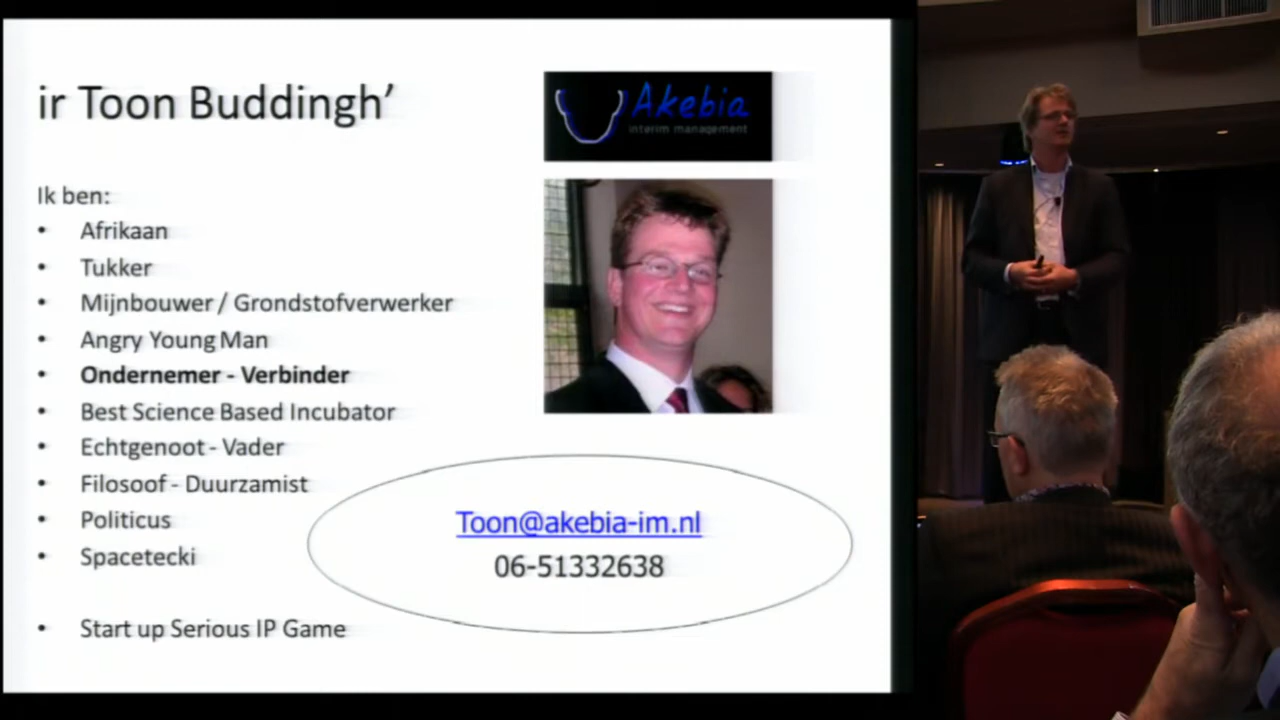 ir Toon Buddingh’
Akebia
interim management
Ik ben:
• Afrikaan
• Tukker
• Mijnbouwer / Grondstofverwerker
• Angry Young Man
• Ondernemer - Verbinder
• Best Science Based Incubator
• Echtgenoot - Vader
• Filosoof - Duurzamist
• Politicus
• Spacetecki
• Start up Serious IP Game
Toon@akebia-im.nl
06-51332638